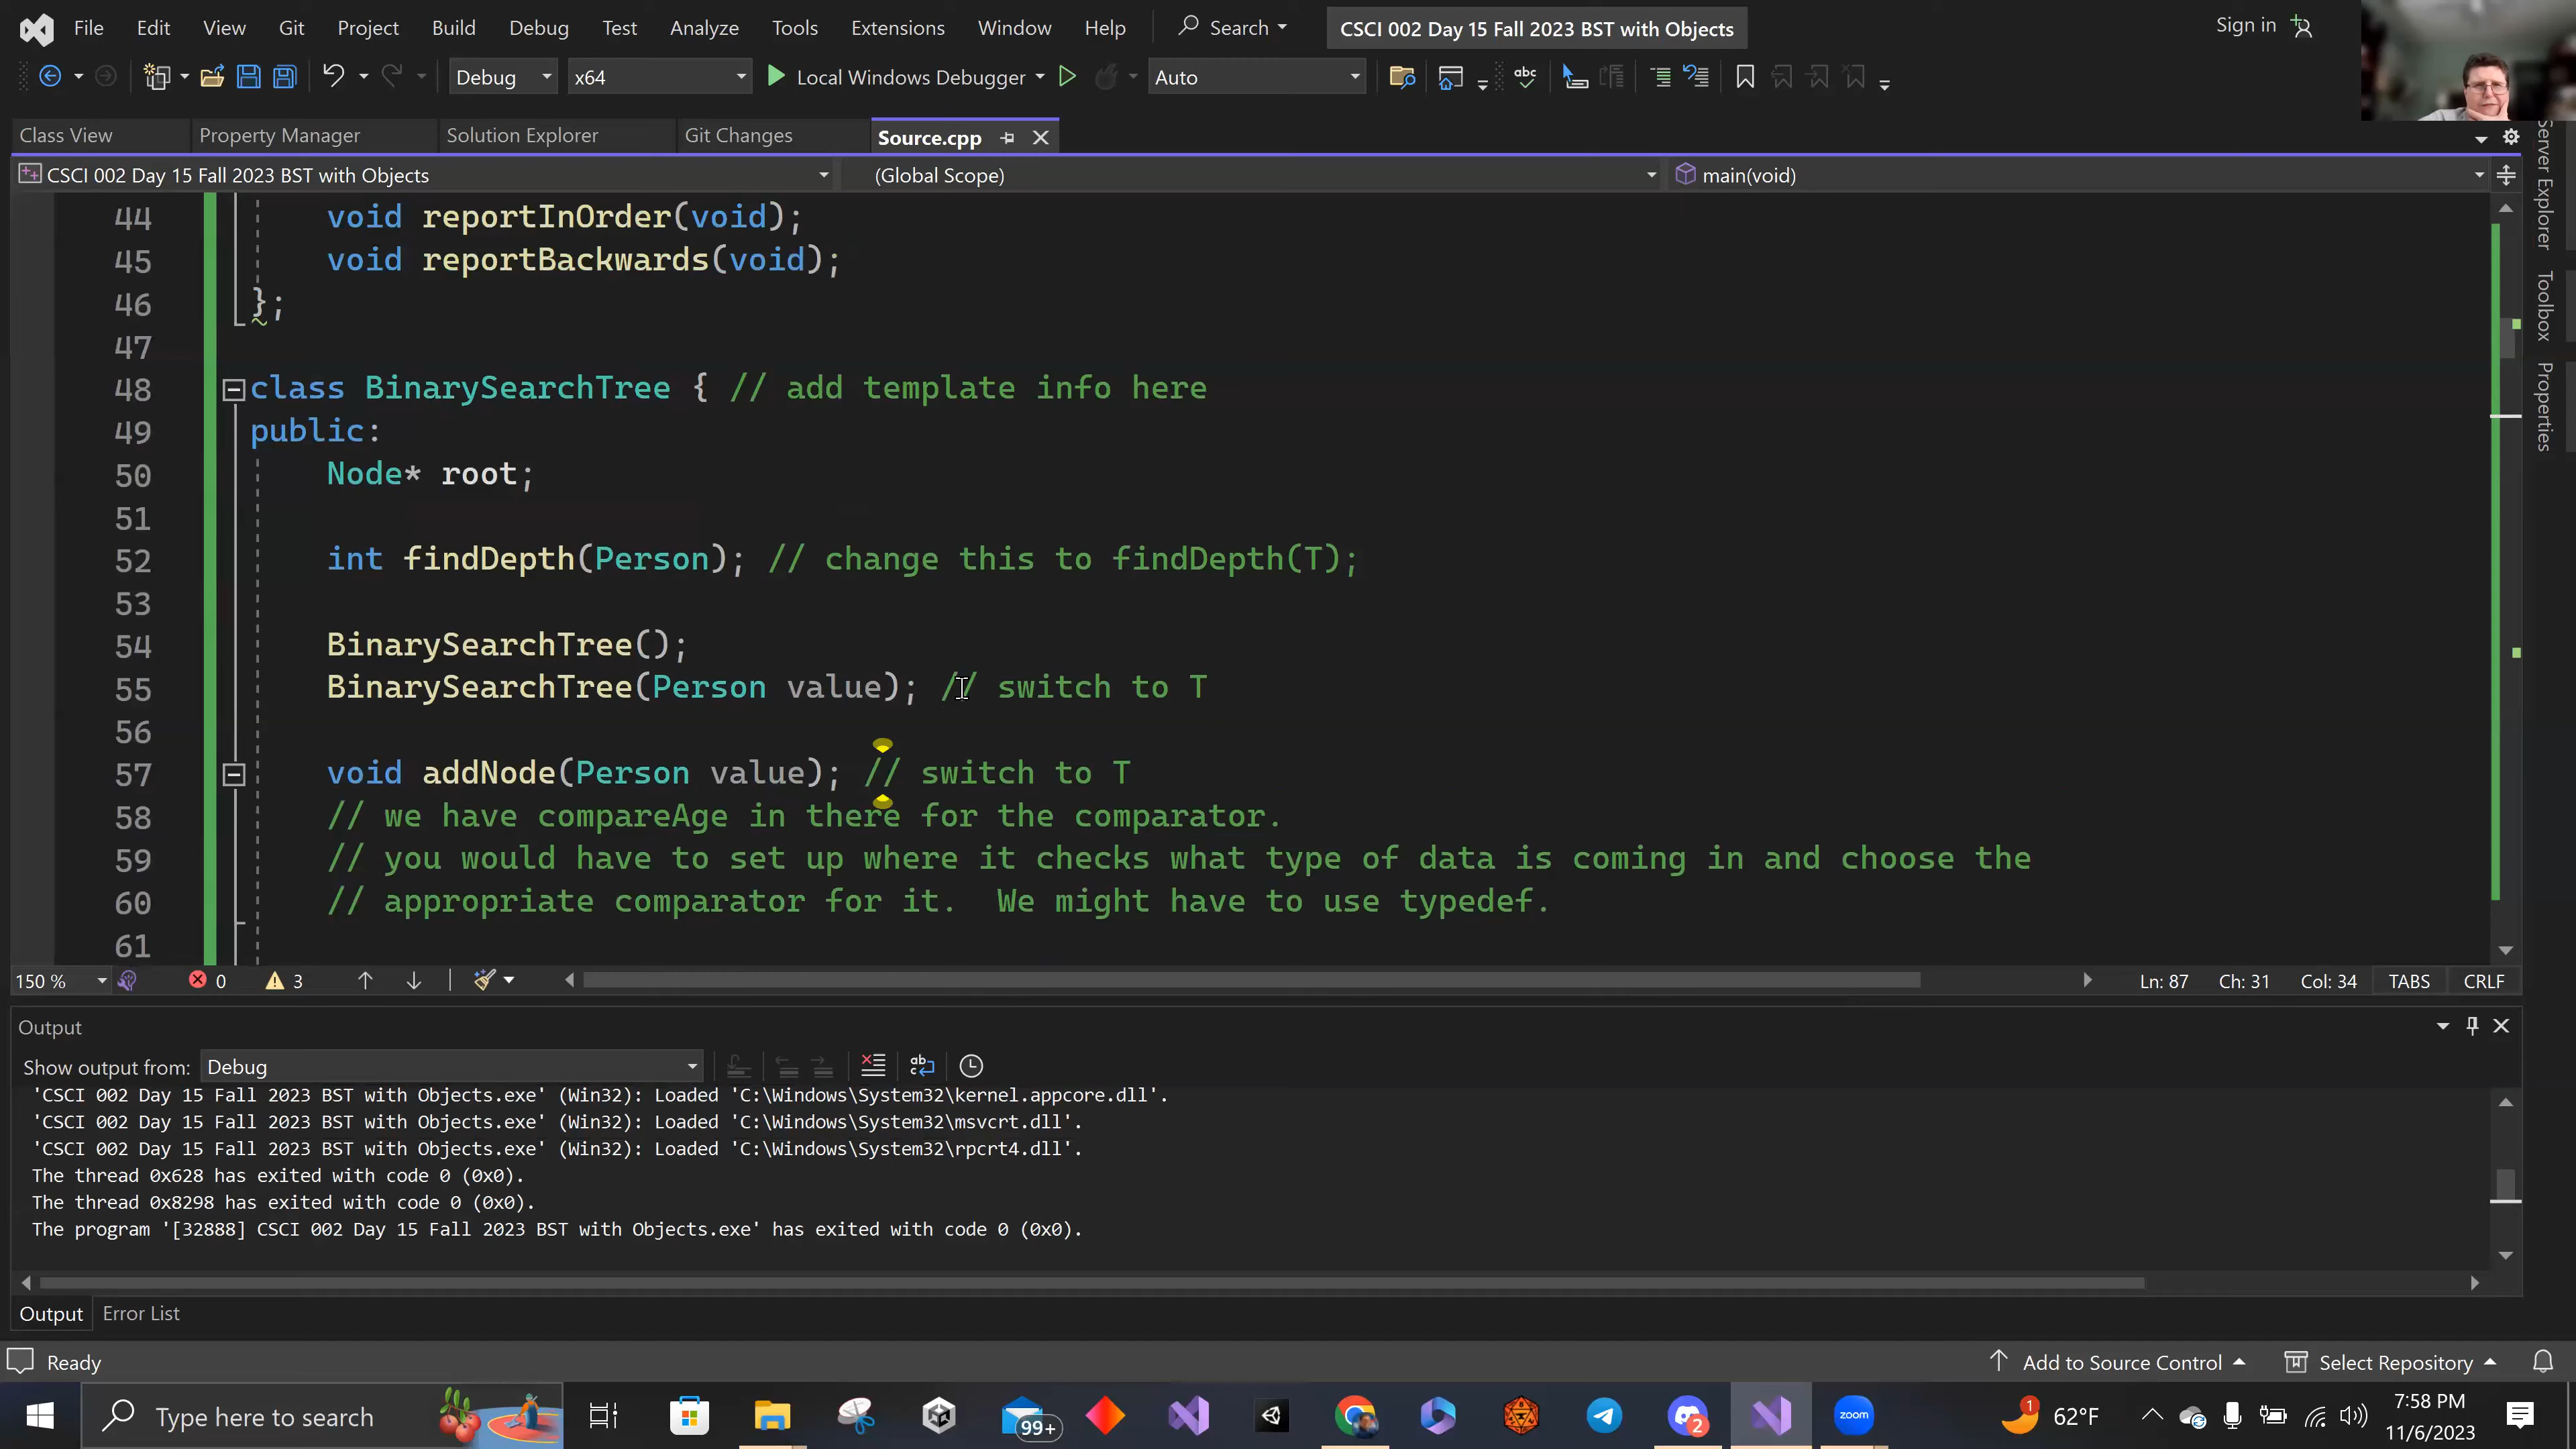 File Edit View Git Project Build Debug Test Analyze Tools Extensions Window Help Search CSCI 002 Day 15 Fall 2023 BST with Objects Sign in
Debug x64 Local Windows Debugger Auto
Class View Property Manager Solution Explorer Git Changes Source.cpp
CSCI 002 Day 15 Fall 2023 BST with Objects (Global Scope) main(void)
44 void reportInOrder(void);
45 void reportBackwards(void);
46 };
47
48 class BinarySearchTree { // add template info here
49 public:
50 Node* root;
51
52 int findDepth(Person); // change this to findDepth(T);
53
54 BinarySearchTree();
55 BinarySearchTree(Person value); // switch to T
56
57 void addNode(Person value); // switch to T
58 // we have compareAge in there for the comparator.
59 // you would have to set up where it checks what type of data is coming in and choose the
60 // appropriate comparator for it.  We might have to use typedef.
61
150 % 0 3 Ln: 87 Ch: 31 Col: 34 TABS CRLF
Output
Show output from: Debug
'CSCI 002 Day 15 Fall 2023 BST with Objects.exe' (Win32): Loaded 'C:\Windows\System32\kernel.appcore.dll'.
'CSCI 002 Day 15 Fall 2023 BST with Objects.exe' (Win32): Loaded 'C:\Windows\System32\msvcrt.dll'.
'CSCI 002 Day 15 Fall 2023 BST with Objects.exe' (Win32): Loaded 'C:\Windows\System32\rpcrt4.dll'.
The thread 0x628 has exited with code 0 (0x0).
The thread 0x8298 has exited with code 0 (0x0).
The program '[32888] CSCI 002 Day 15 Fall 2023 BST with Objects.exe' has exited with code 0 (0x0).
Output Error List
Ready Add to Source Control Select Repository
Type here to search 99+ 2 zoom 1 62°F 7:58 PM
11/6/2023
Server Explorer
Toolbox
Properties